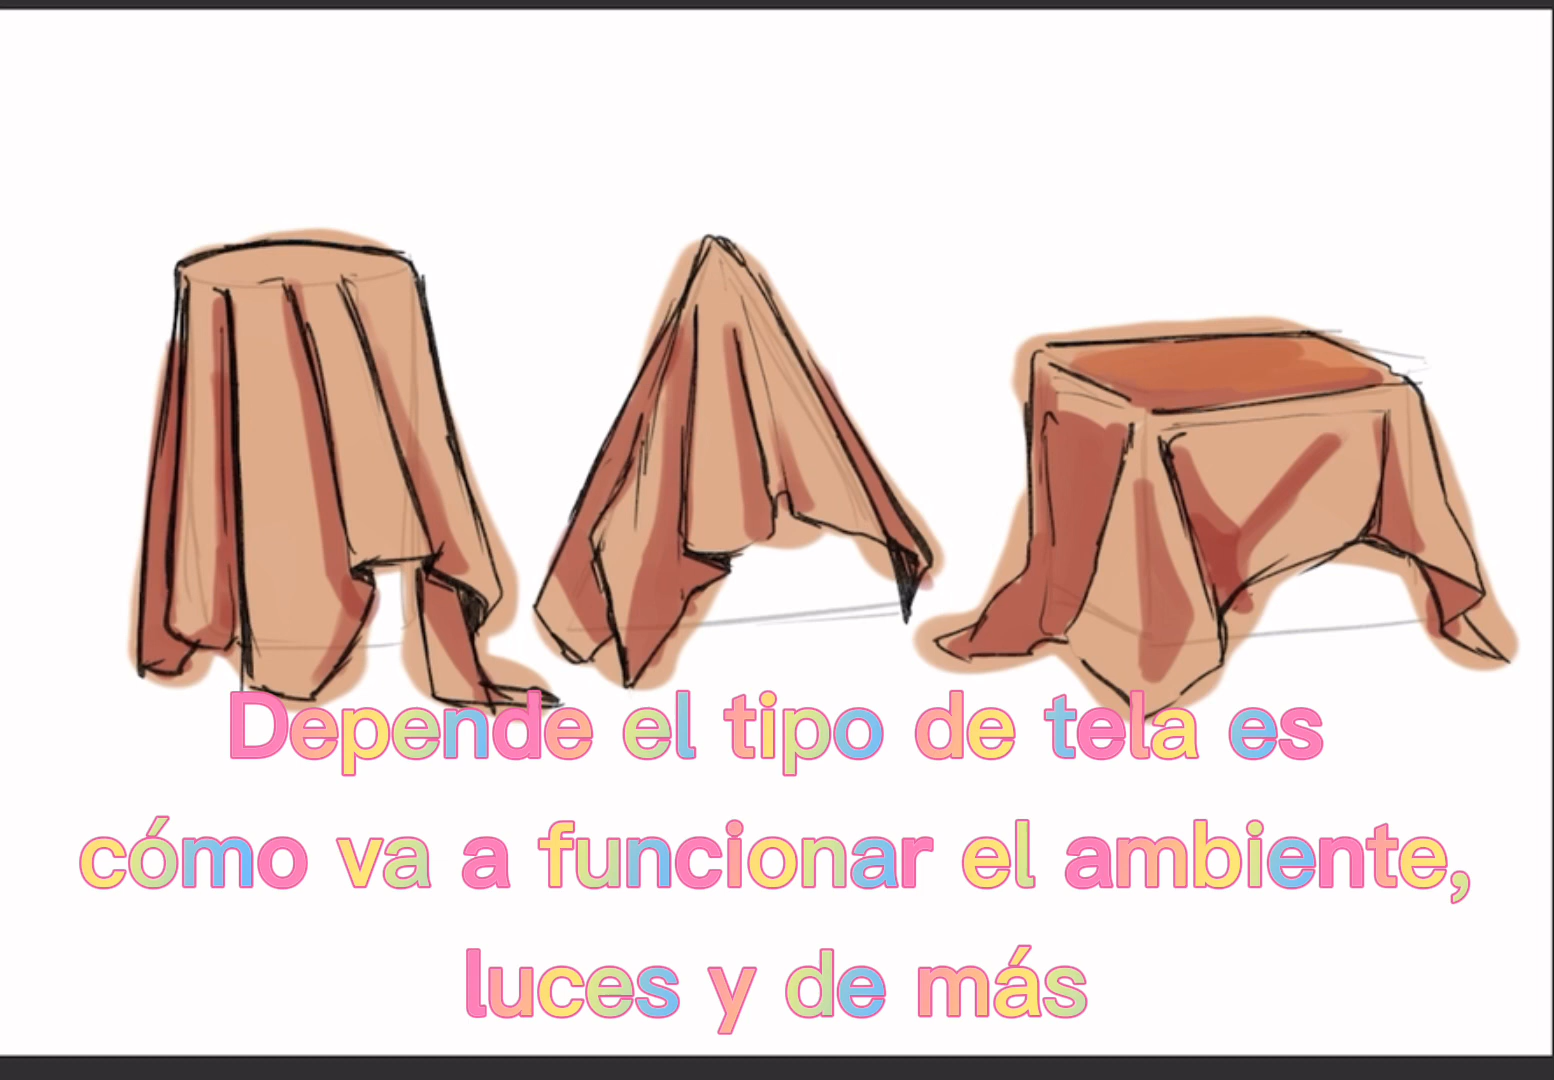 Depende el tipo de tela es
cómo va a funcionar el ambiente,
luces y de más